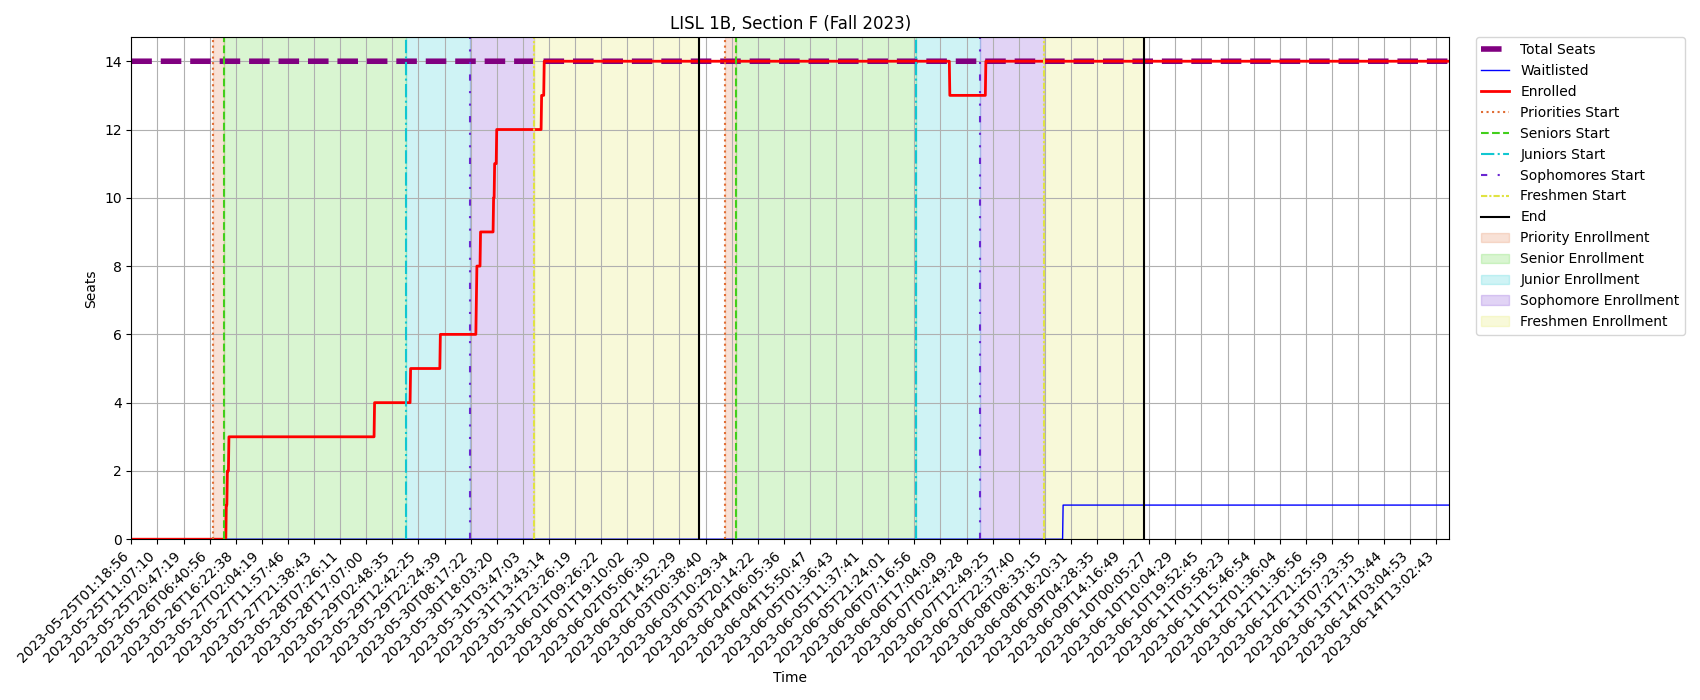 LISL 1B, Section F (Fall 2023)
Seats
14
12
10
8
6
4
2
0
2023-05-25T01:18:56
2023-05-25T11:07:10
2023-05-25T20:47:19
2023-05-26T06:40:56
2023-05-26T16:22:38
2023-05-27T02:04:19
2023-05-27T11:57:46
2023-05-27T21:38:43
2023-05-28T07:26:11
2023-05-28T17:07:00
2023-05-29T02:48:35
2023-05-29T12:42:25
2023-05-29T22:24:39
2023-05-30T08:17:22
2023-05-30T18:03:20
2023-05-31T03:47:03
2023-05-31T13:43:14
2023-05-31T23:26:19
2023-06-01T09:26:22
2023-06-01T19:10:02
2023-06-02T05:06:30
2023-06-02T14:52:29
2023-06-03T00:38:40
2023-06-03T10:29:34
2023-06-03T20:14:22
2023-06-04T06:05:36
2023-06-04T15:50:47
2023-06-05T01:36:43
2023-06-05T11:37:41
2023-06-05T21:24:01
2023-06-06T07:16:56
2023-06-06T17:04:09
2023-06-07T02:49:28
2023-06-07T12:49:25
2023-06-07T22:37:40
2023-06-08T08:33:15
2023-06-08T18:20:31
2023-06-09T04:28:35
2023-06-09T14:16:49
2023-06-10T00:05:27
2023-06-10T10:04:29
2023-06-10T19:52:45
2023-06-11T05:58:23
2023-06-11T15:46:54
2023-06-12T01:36:04
2023-06-12T11:36:56
2023-06-12T21:25:59
2023-06-13T07:23:35
2023-06-13T17:13:44
2023-06-14T03:04:53
2023-06-14T13:02:43
Time
Total Seats
Waitlisted
Enrolled
Priorities Start
Seniors Start
Juniors Start
Sophomores Start
Freshmen Start
End
Priority Enrollment
Senior Enrollment
Junior Enrollment
Sophomore Enrollment
Freshmen Enrollment